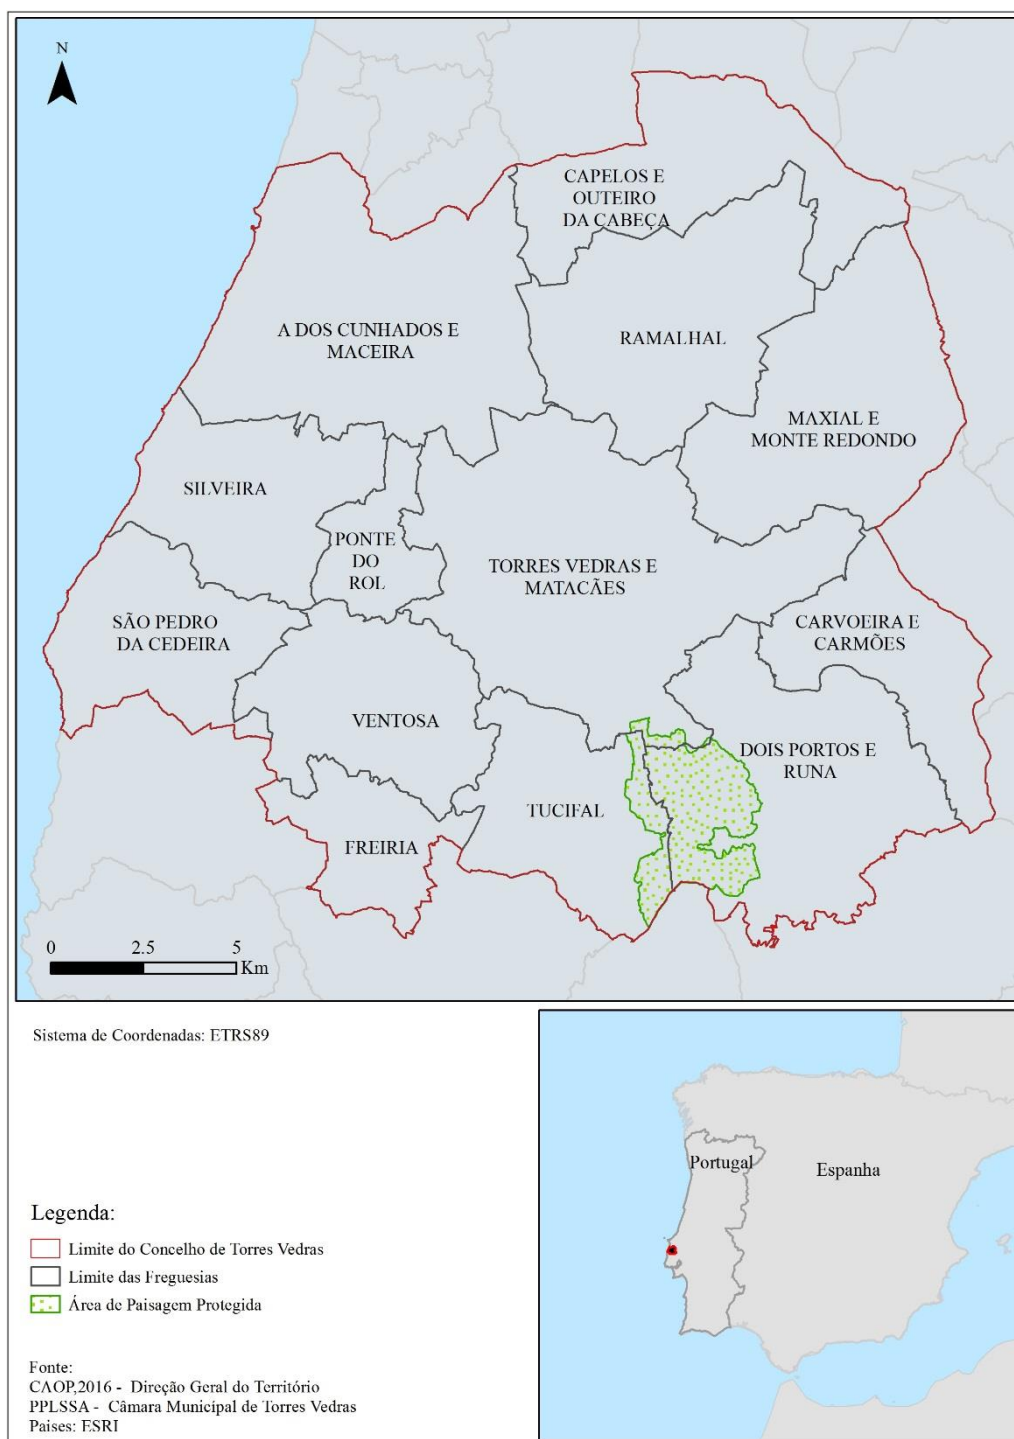 N
CAPELOS E
OUTEIRO
DA CABEÇA
A DOS CUNHADOS E
MACEIRA
RAMALHAL
MAXIAL E
MONTE REDONDO
SILVEIRA
PONTE
DO
ROL
TORRES VEDRAS E
MATACÃES
SÃO PEDRO
DA CEDEIRA
CARVOEIRA E
CARMÕES
VENTOSA
DOIS PORTOS E
RUNA
TUCIFAL
FREIRIA
0 2.5 5
Km
Sistema de Coordenadas: ETRS89
Portugal
Espanha
Legenda:
Limite do Concelho de Torres Vedras
Limite das Freguesias
Área de Paisagem Protegida
Fonte:
CAOP,2016 - Direção Geral do Território
PPLSSA - Câmara Municipal de Torres Vedras
Paises: ESRI